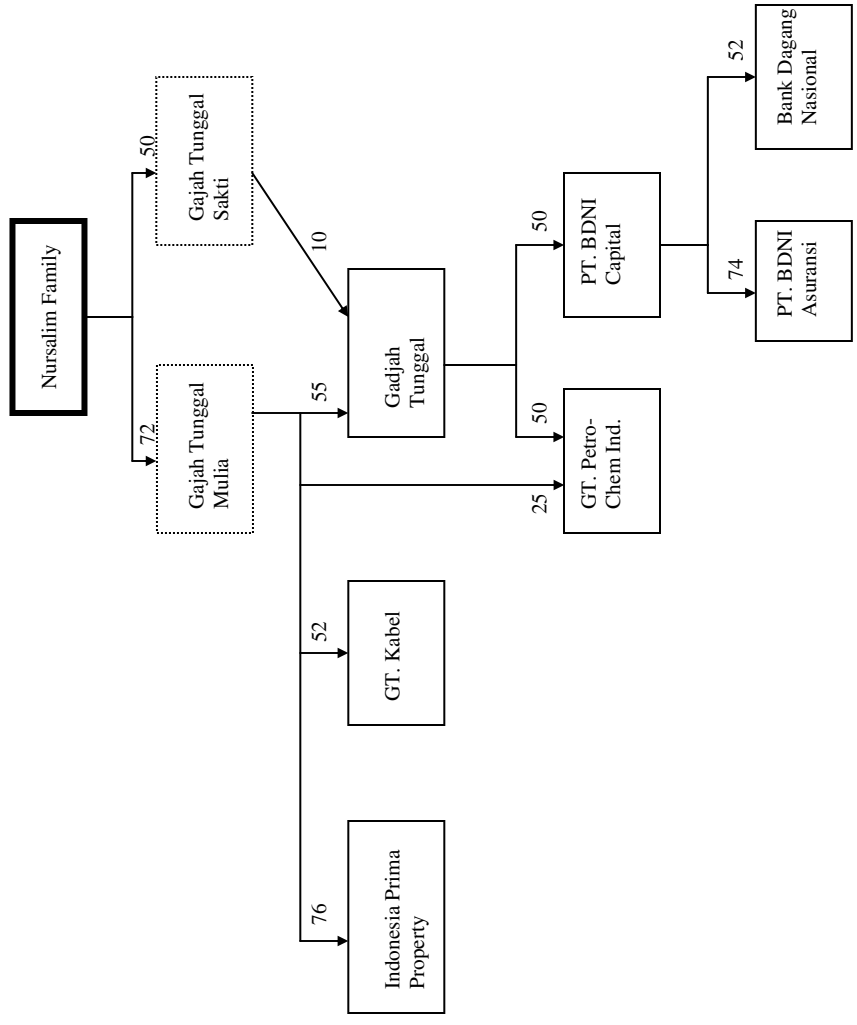 Nursalim Family
72
50
Gajah Tunggal
Mulia
Gajah Tunggal
Sakti
76
52
55
10
Indonesia Prima
Property
GT. Kabel
Gadjah
Tunggal
25
50
50
GT. Petro-
Chem Ind.
PT. BDNI
Capital
74
52
PT. BDNI
Asuransi
Bank Dagang
Nasional